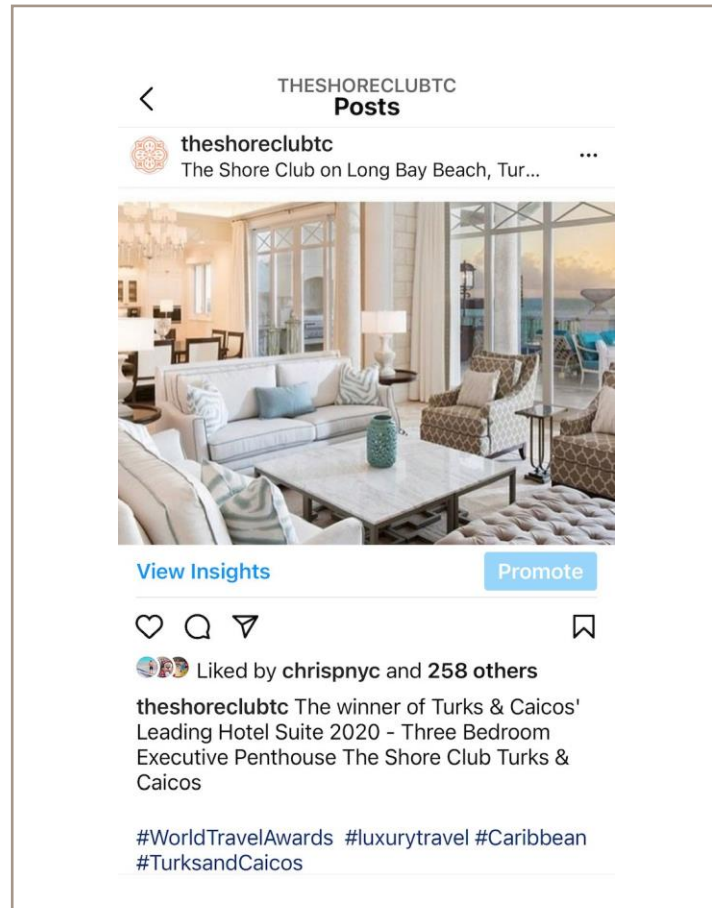 THESHORECLUBTC
Posts
theshoreclubtc
The Shore Club on Long Bay Beach, Tur...
View Insights
Promote
Liked by chrispnyc and 258 others
theshoreclubtc The winner of Turks & Caicos'
Leading Hotel Suite 2020 - Three Bedroom
Executive Penthouse The Shore Club Turks &
Caicos
#WorldTravelAwards #luxurytravel #Caribbean
#TurksandCaicos